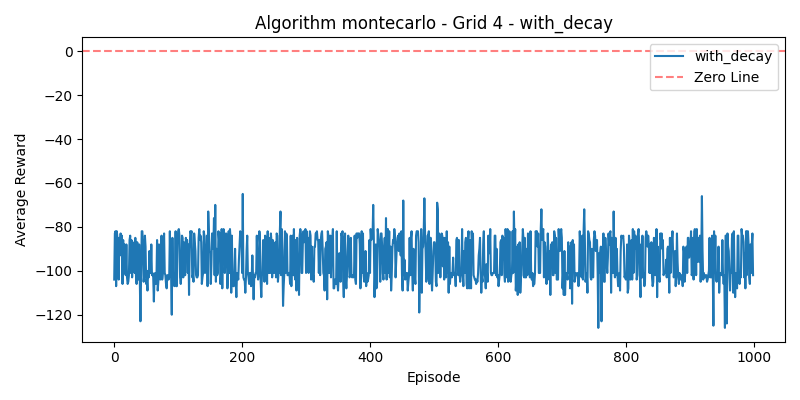 Algorithm montecarlo - Grid 4 - with_decay
with_decay
Zero Line
Average Reward
0
−20
−40
−60
−80
−100
−120
0 200 400 600 800 1000
Episode